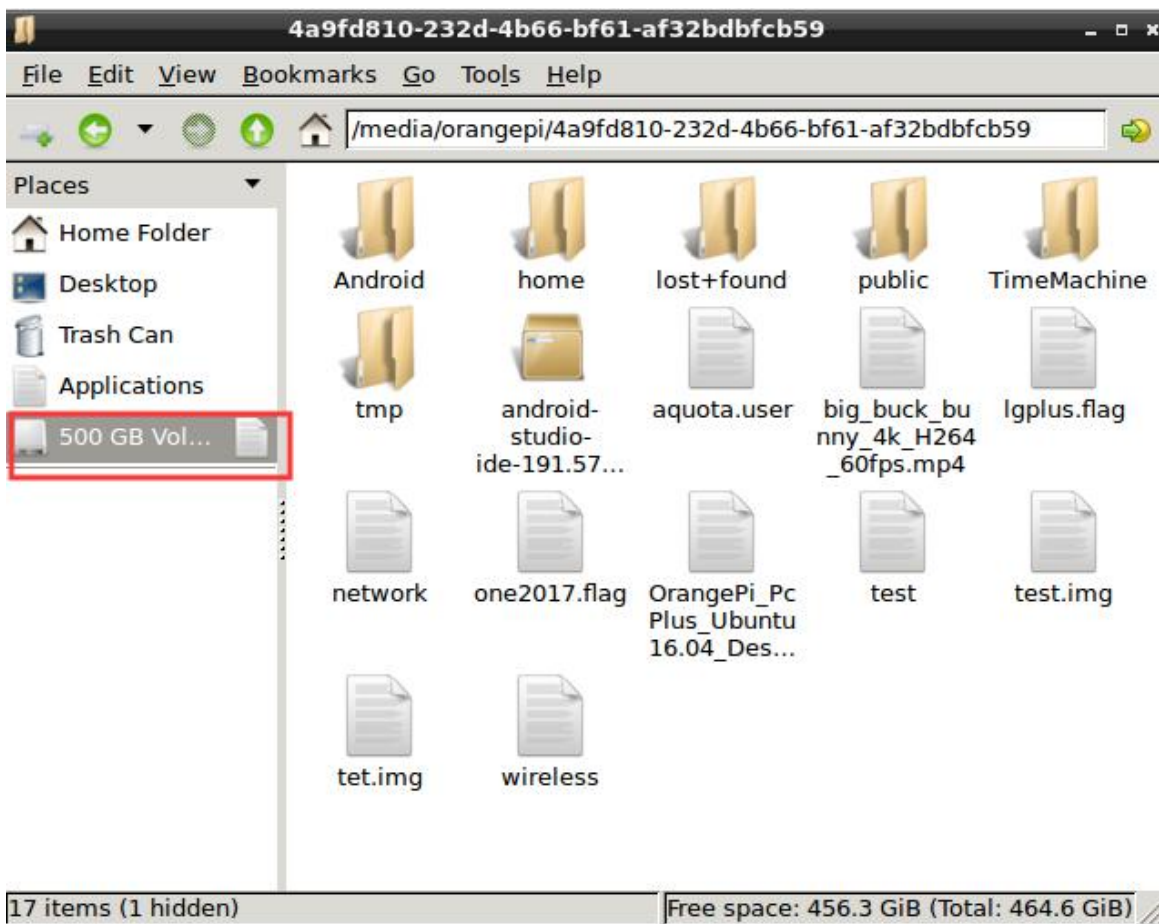 4a9fd810-232d-4b66-bf61-af32bdbfcb59
File Edit View Bookmarks Go Tools Help
/media/orangepi/4a9fd810-232d-4b66-bf61-af32bdbfcb59
Places
Home Folder
Desktop
Trash Can
Applications
500 GB Vol...
Android home lost+found public TimeMachine
tmp android- aquota.user big_buck_bu lgplus.flag
studio- nny_4k_H264
ide-191.57... _60fps.mp4
network one2017.flag OrangePi_Pc test test.img
Plus_Ubuntu
16.04_Des...
tet.img wireless
17 items (1 hidden) Free space: 456.3 GiB (Total: 464.6 GiB)